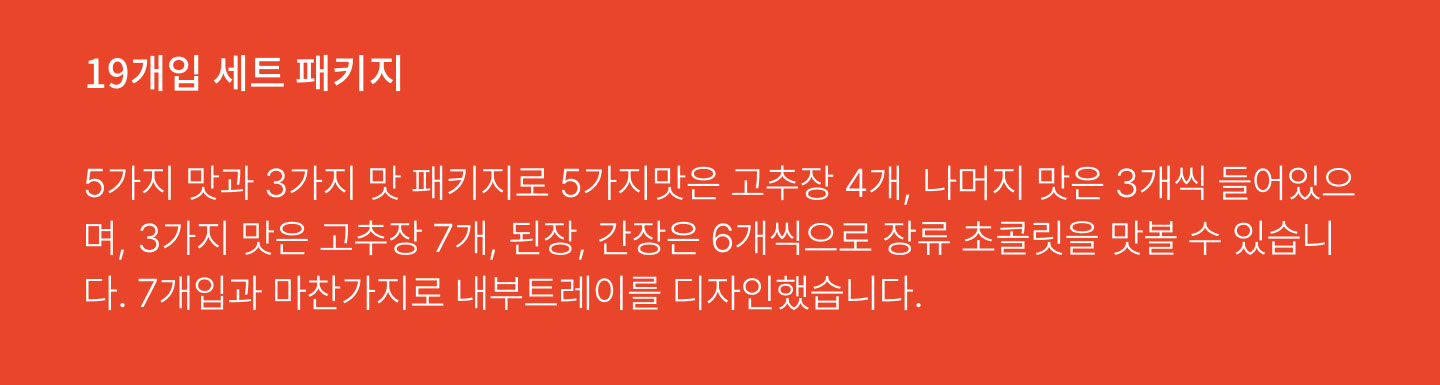 19개입 세트 패키지
5가지 맛과 3가지 맛 패키지로 5가지맛은 고추장 4개, 나머지 맛은 3개씩 들어있으
며, 3가지 맛은 고추장 7개, 된장, 간장은 6개씩으로 장류 초콜릿을 맛볼 수 있습니
다. 7개입과 마찬가지로 내부트레이를 디자인했습니다.